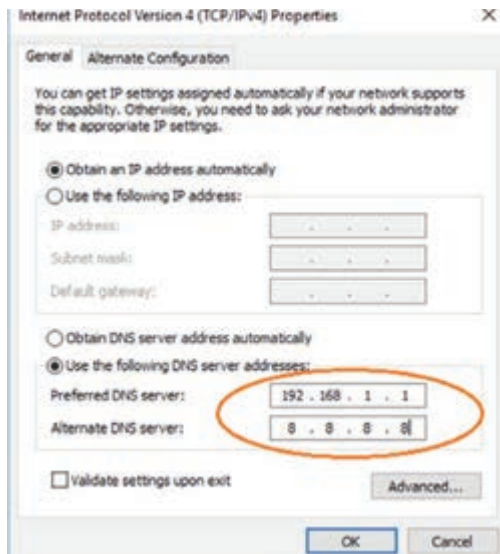 Internet Protocol Version 4 (TCP/IPv4) Properties
General
Alternate Configuration
You can get IP settings assigned automatically if your network supports
this capability. Otherwise, you need to ask your network administrator
for the appropriate IP settings.
Obtain an IP address automatically
Use the following IP address:
IP address:
Subnet mask:
Default gateway:
Obtain DNS server address automatically
Use the following DNS server addresses:
Preferred DNS server: 192 . 168 . 1 . 1
Alternate DNS server: 8 . 8 . 8 . 8
Validate settings upon exit
Advanced...
OK
Cancel